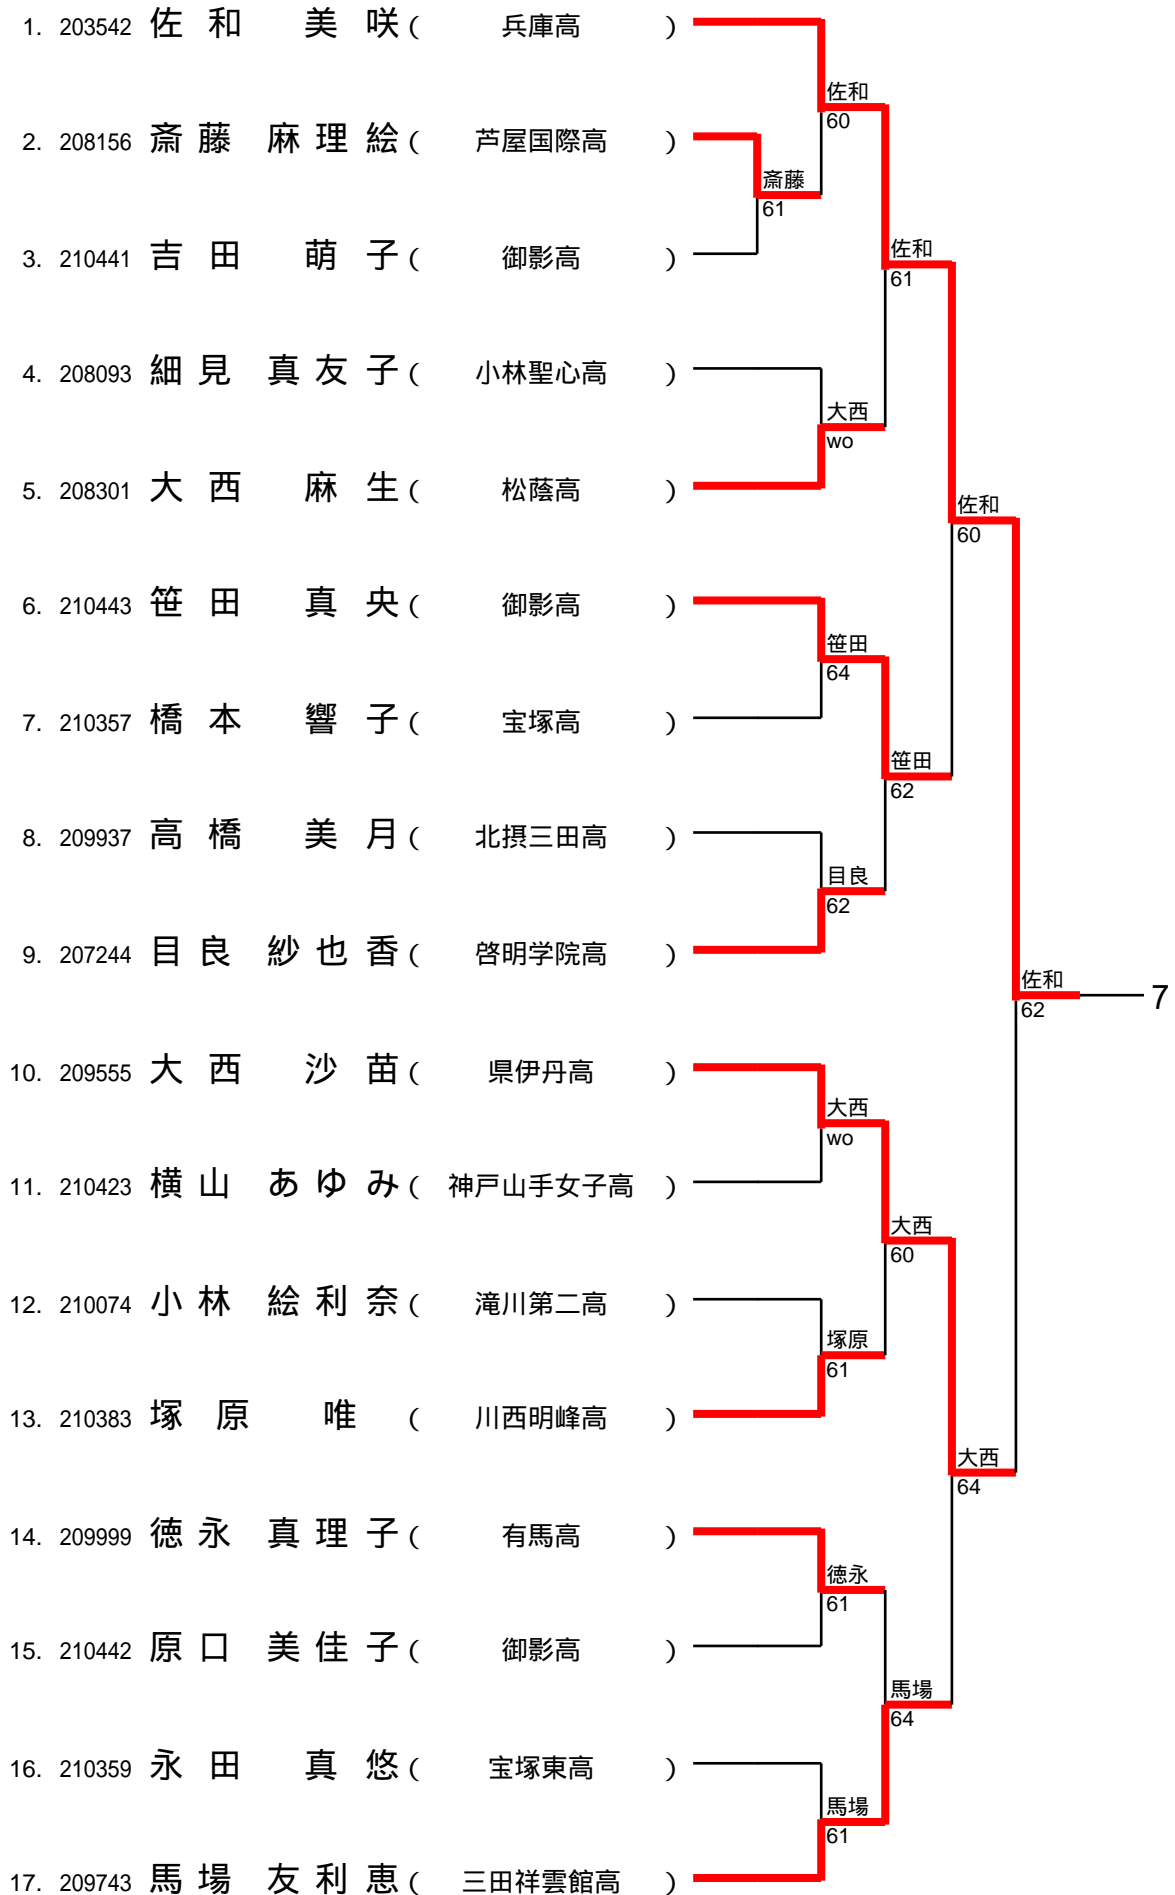 1. 203542 佐和 美咲 ( 兵庫高 )
佐和
60
2. 208156 斎藤 麻理絵 ( 芦屋国際高 )
斎藤
61
3. 210441 吉田 萌子 ( 御影高 )
佐和
61
4. 208093 細見 真友子 ( 小林聖心高 )
大西
wo
5. 208301 大西 麻生 ( 松蔭高 )
佐和
60
6. 210443 笹田 真央 ( 御影高 )
笹田
64
7. 210357 橋本 響子 ( 宝塚高 )
笹田
62
8. 209937 高橋 美月 ( 北摂三田高 )
目良
62
9. 207244 目良 紗也香 ( 啓明学院高 )
佐和
62
7
10. 209555 大西 沙苗 ( 県伊丹高 )
大西
wo
11. 210423 横山 あゆみ ( 神戸山手女子高 )
大西
60
12. 210074 小林 絵利奈 ( 滝川第二高 )
塚原
61
13. 210383 塚原 唯 ( 川西明峰高 )
大西
64
14. 209999 徳永 真理子 ( 有馬高 )
徳永
61
15. 210442 原口 美佳子 ( 御影高 )
馬場
64
16. 210359 永田 真悠 ( 宝塚東高 )
馬場
61
17. 209743 馬場 友利恵 ( 三田祥雲館高 )